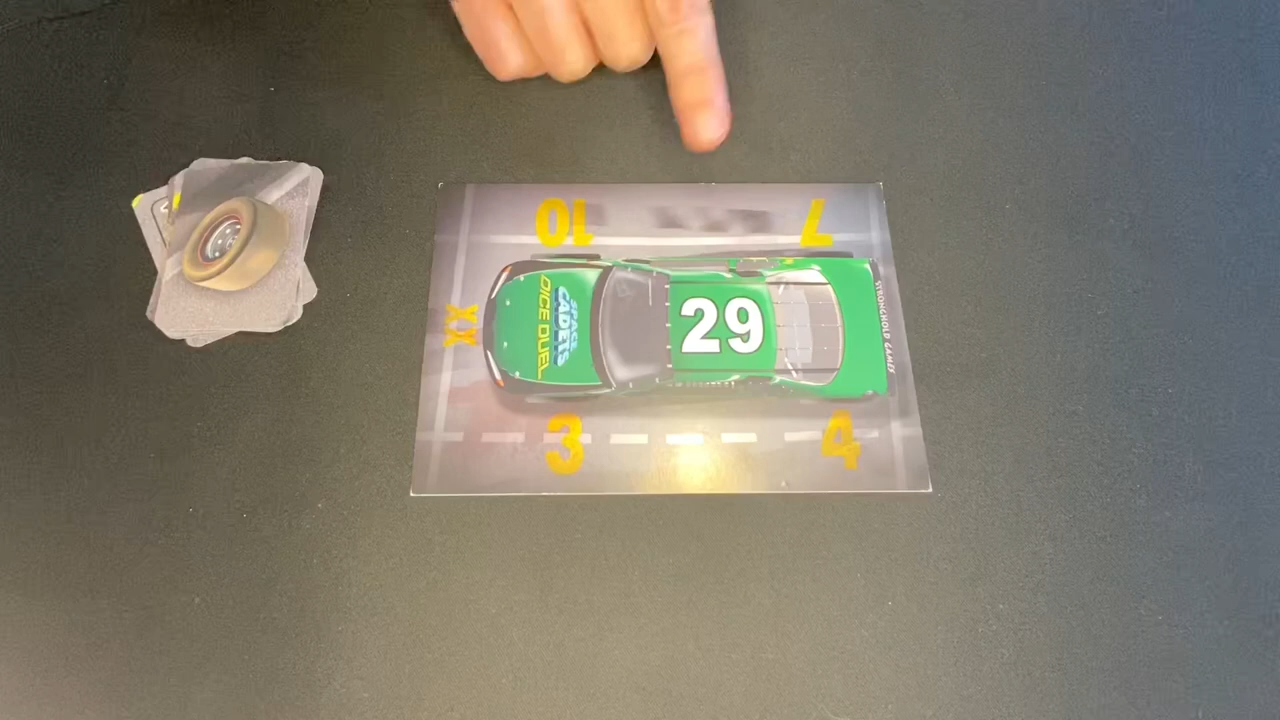 10 7
XX
SPACE
CADETS
DICE DUEL
29
STRONGHOLD GAMES
3 4